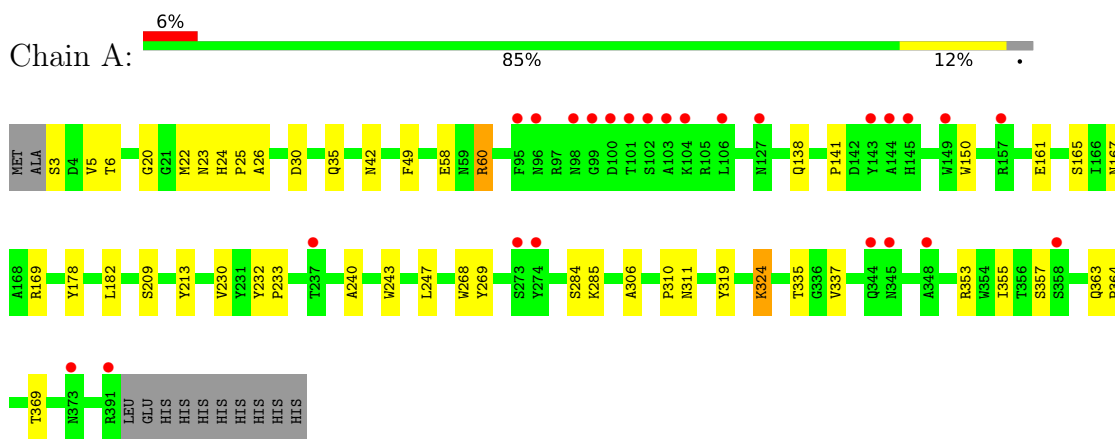 6%
Chain A:
85% 12% •
MET ALA S3 D4 V5 T6 G20 G21 M22 N23 H24 P25 A26 D30 Q35 N42 F49 E58 N59 R60 F95 N96 R97 N98 G99 D100 T101 S102 A103 K104 R105 L106 N127 Q138 P141 D142 Y143 A144 H145 W149 W150 R157 E161 S165 I166 N167
A168 R169 Y178 L182 S209 Y213 V230 Y231 Y232 P233 T237 A240 W243 L247 W268 Y269 S273 Y274 S284 K285 A306 P310 N311 Y319 K324 T335 G336 V337 Q344 N345 A348 R353 W354 I355 T356 S357 S358 Q363 P364
T369 N373 R391 LEU GLU HIS HIS HIS HIS HIS HIS HIS HIS